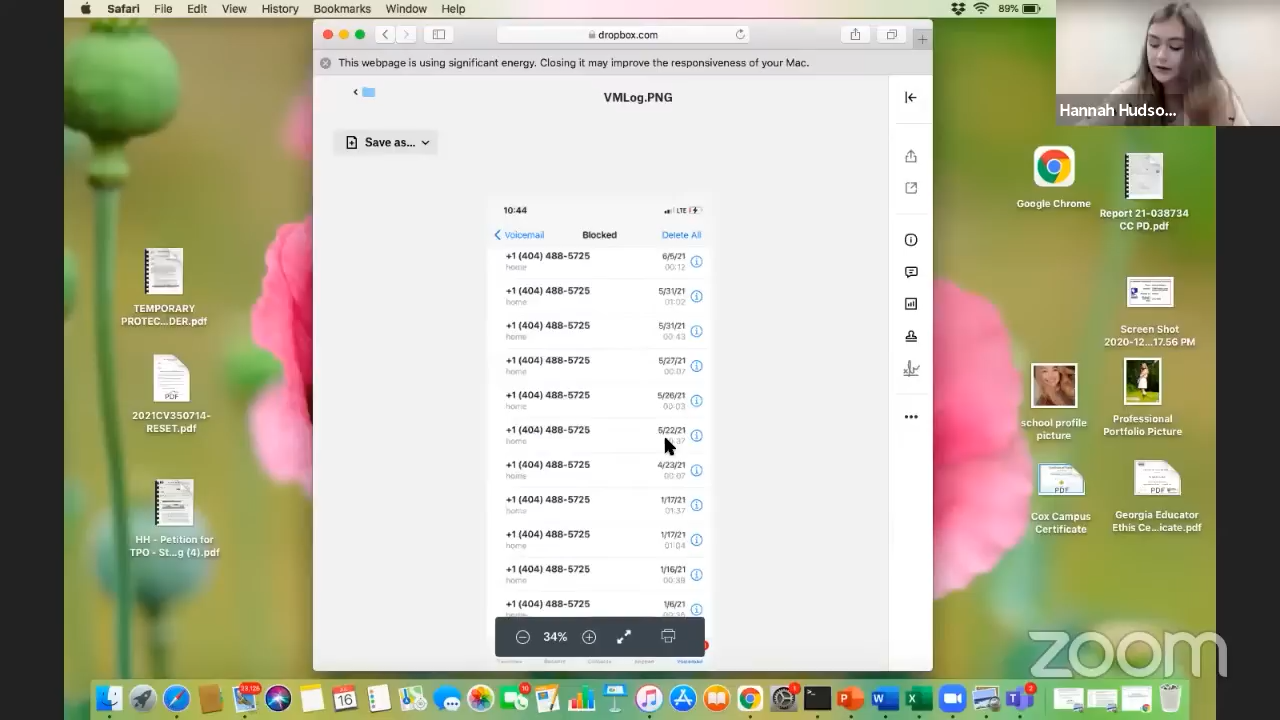 Safari File Edit View History Bookmarks Window Help 89%
dropbox.com
This webpage is using significant energy. Closing it may improve the responsiveness of your Mac.
VMLog.PNG
Save as...
Hannah Hudso...
10:44 LTE
Voicemail Blocked Delete All
+1 (404) 488-5725 6/5/21
home 00:12
+1 (404) 488-5725 5/31/21
home 01:02
+1 (404) 488-5725 5/31/21
home 00:43
+1 (404) 488-5725 5/27/21
home 00:07
+1 (404) 488-5725 5/26/21
home 00:03
+1 (404) 488-5725 5/22/21
home
+1 (404) 488-5725 4/23/21
home 00:07
+1 (404) 488-5725 1/17/21
home 01:37
+1 (404) 488-5725 1/17/21
home 01:04
+1 (404) 488-5725 1/16/21
home 00:38
+1 (404) 488-5725 1/6/21
34%
TEMPORARY
PROTEC...DER.pdf
PDF
2021CV350714-
RESET.pdf
HH - Petition for
TPO - St...g (4).pdf
Google Chrome
Report 21-038734
CC PD.pdf
Screen Shot
2020-12...17.56 PM
school profile
picture
Professional
Portfolio Picture
PDF
Cox Campus
Certificate
PDF
Georgia Educator
Ethis Ce...icate.pdf
zoom